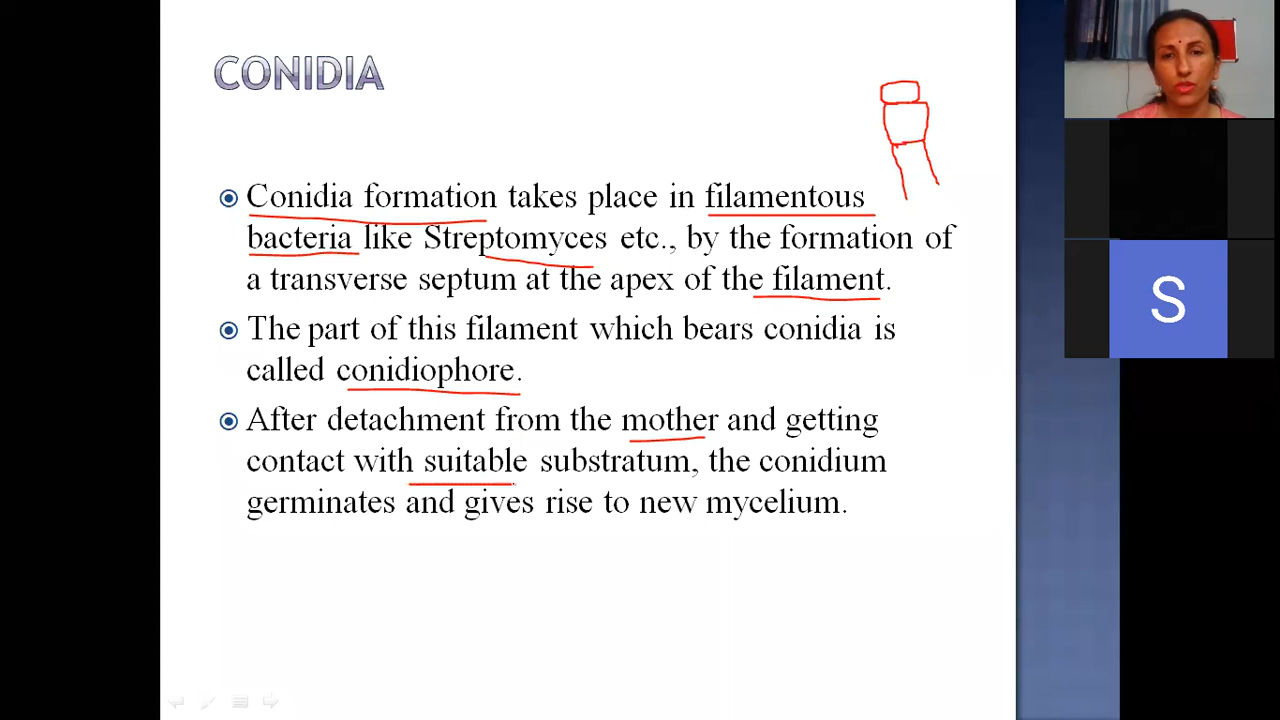 CONIDIA
Conidia formation takes place in filamentous
bacteria like Streptomyces etc., by the formation of
a transverse septum at the apex of the filament.
The part of this filament which bears conidia is
called conidiophore.
After detachment from the mother and getting
contact with suitable substratum, the conidium
germinates and gives rise to new mycelium.
S